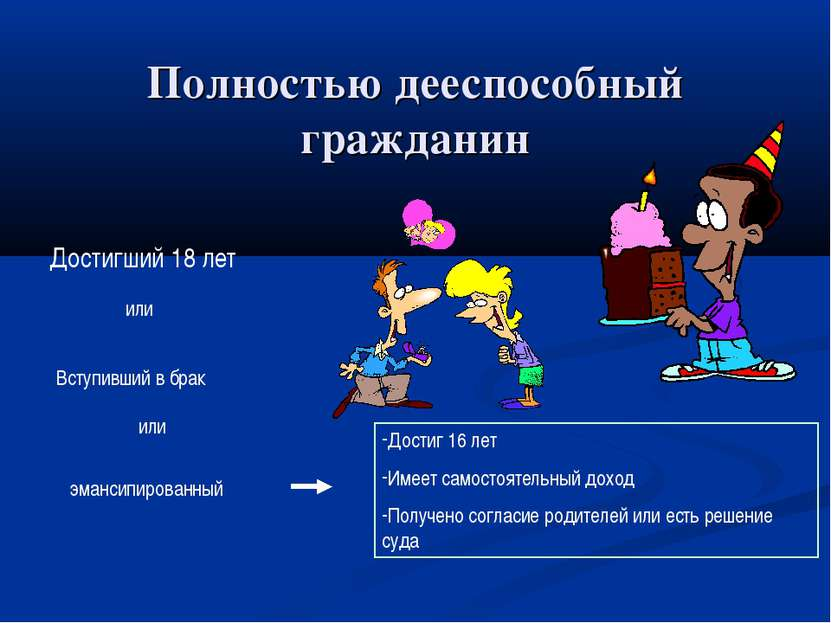 Полностью дееспособный
гражданин
Достигший 18 лет
или
Вступивший в брак
или
эмансипированный
-Достиг 16 лет
-Имеет самостоятельный доход
-Получено согласие родителей или есть решение
суда